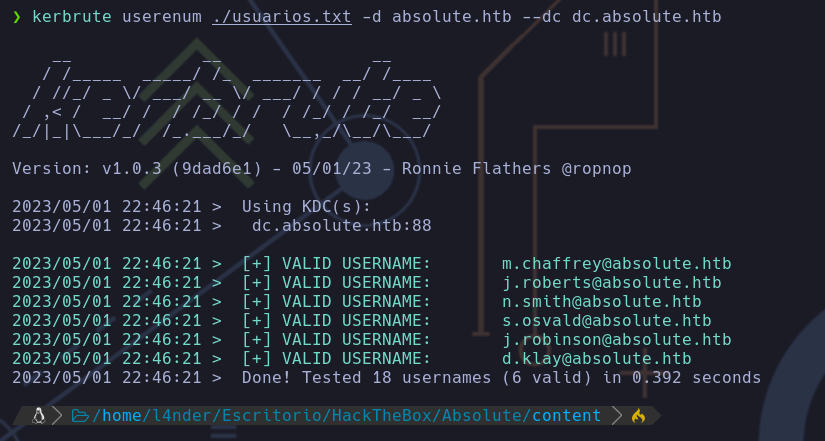 ❯ kerbrute userenum ./usuarios.txt -d absolute.htb --dc dc.absolute.htb
    __             __               __
   / /_____  _____/ /_  _______  __/ /____
  / //_/ _ \/ ___/ __ \/ ___/ / / / __/ _ \
 / ,< /  __/ /  / /_/ / /  / /_/ / /_/  __/
/_/|_|\___/_/  /_.___/_/   \__,_/\__/\___/
Version: v1.0.3 (9dad6e1) - 05/01/23 - Ronnie Flathers @ropnop
2023/05/01 22:46:21 >  Using KDC(s):
2023/05/01 22:46:21 >   dc.absolute.htb:88
2023/05/01 22:46:21 >  [+] VALID USERNAME:       m.chaffrey@absolute.htb
2023/05/01 22:46:21 >  [+] VALID USERNAME:       j.roberts@absolute.htb
2023/05/01 22:46:21 >  [+] VALID USERNAME:       n.smith@absolute.htb
2023/05/01 22:46:21 >  [+] VALID USERNAME:       s.osvald@absolute.htb
2023/05/01 22:46:21 >  [+] VALID USERNAME:       j.robinson@absolute.htb
2023/05/01 22:46:21 >  [+] VALID USERNAME:       d.klay@absolute.htb
2023/05/01 22:46:21 >  Done! Tested 18 usernames (6 valid) in 0.392 seconds
/home/l4nder/Escritorio/HackTheBox/Absolute/content